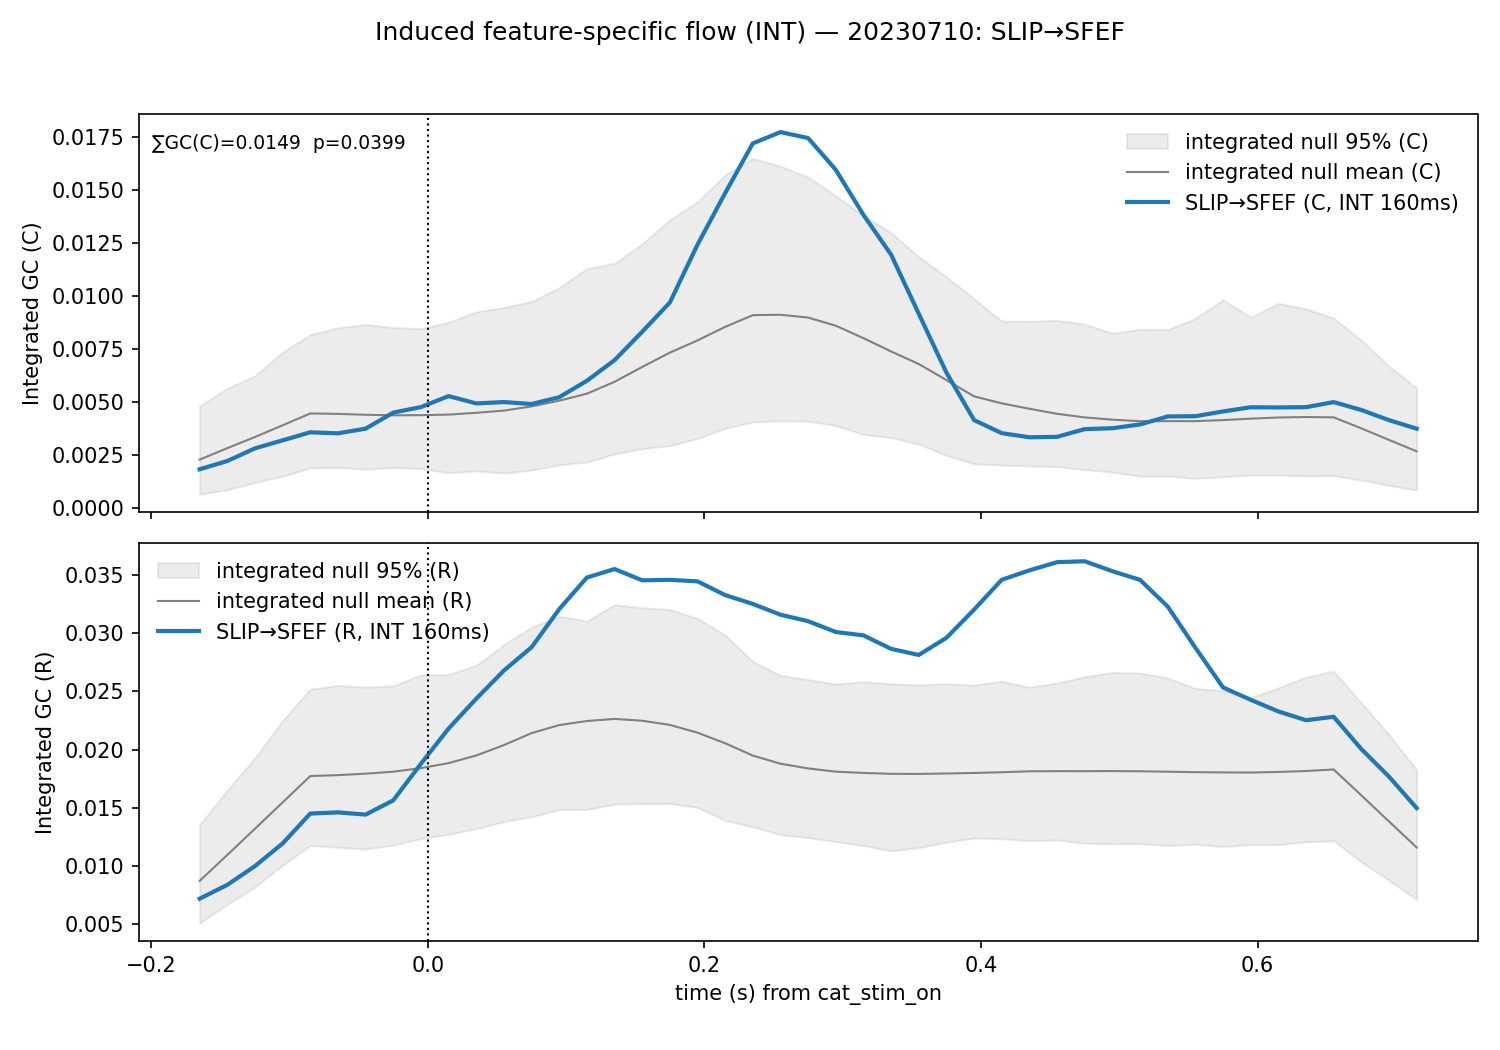 Induced feature-specific flow (INT) — 20230710: SLIP→SFEF
∑GC(C)=0.0149  p=0.0399
integrated null 95% (C)
integrated null mean (C)
SLIP→SFEF (C, INT 160ms)
Integrated GC (C)
0.0175
0.0150
0.0125
0.0100
0.0075
0.0050
0.0025
0.0000
integrated null 95% (R)
integrated null mean (R)
SLIP→SFEF (R, INT 160ms)
Integrated GC (R)
0.035
0.030
0.025
0.020
0.015
0.010
0.005
−0.2 0.0 0.2 0.4 0.6
time (s) from cat_stim_on